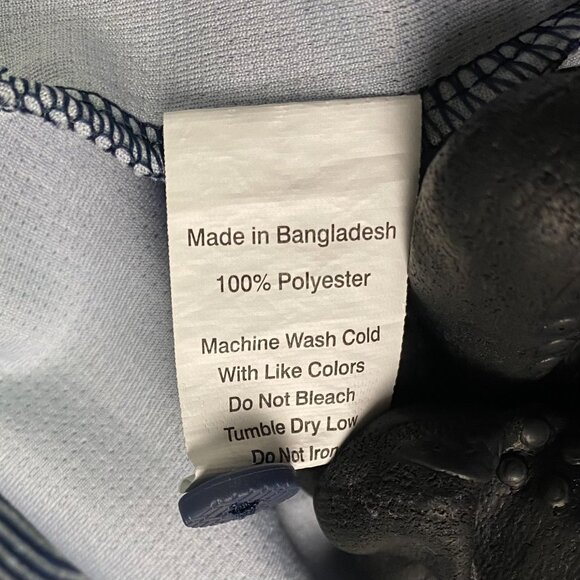 Made in Bangladesh
100% Polyester
Machine Wash Cold
With Like Colors
Do Not Bleach
Tumble Dry Low
Do Not Iron